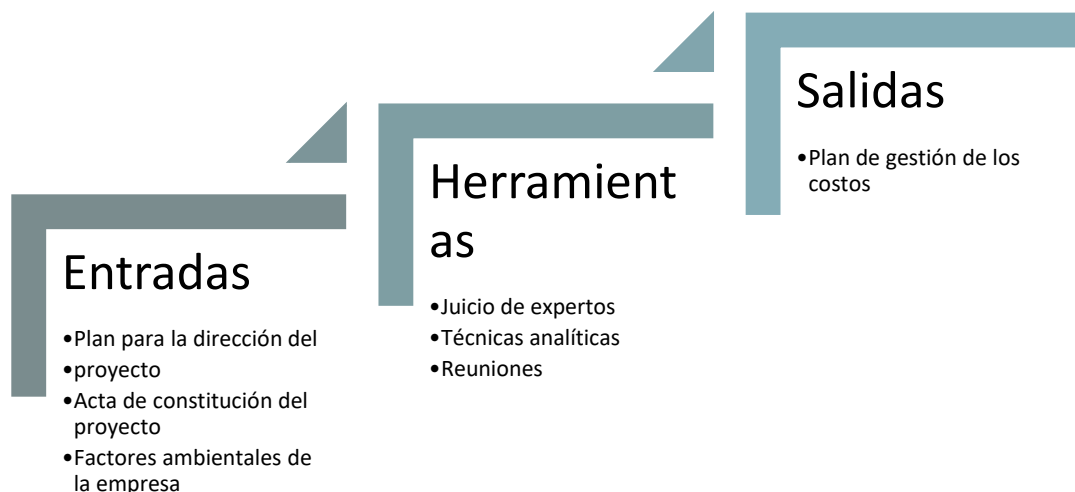 Entradas
•Plan para la dirección del
•proyecto
•Acta de constitución del
proyecto
•Factores ambientales de
la empresa
Herramient
as
•Juicio de expertos
•Técnicas analíticas
•Reuniones
Salidas
•Plan de gestión de los
costos